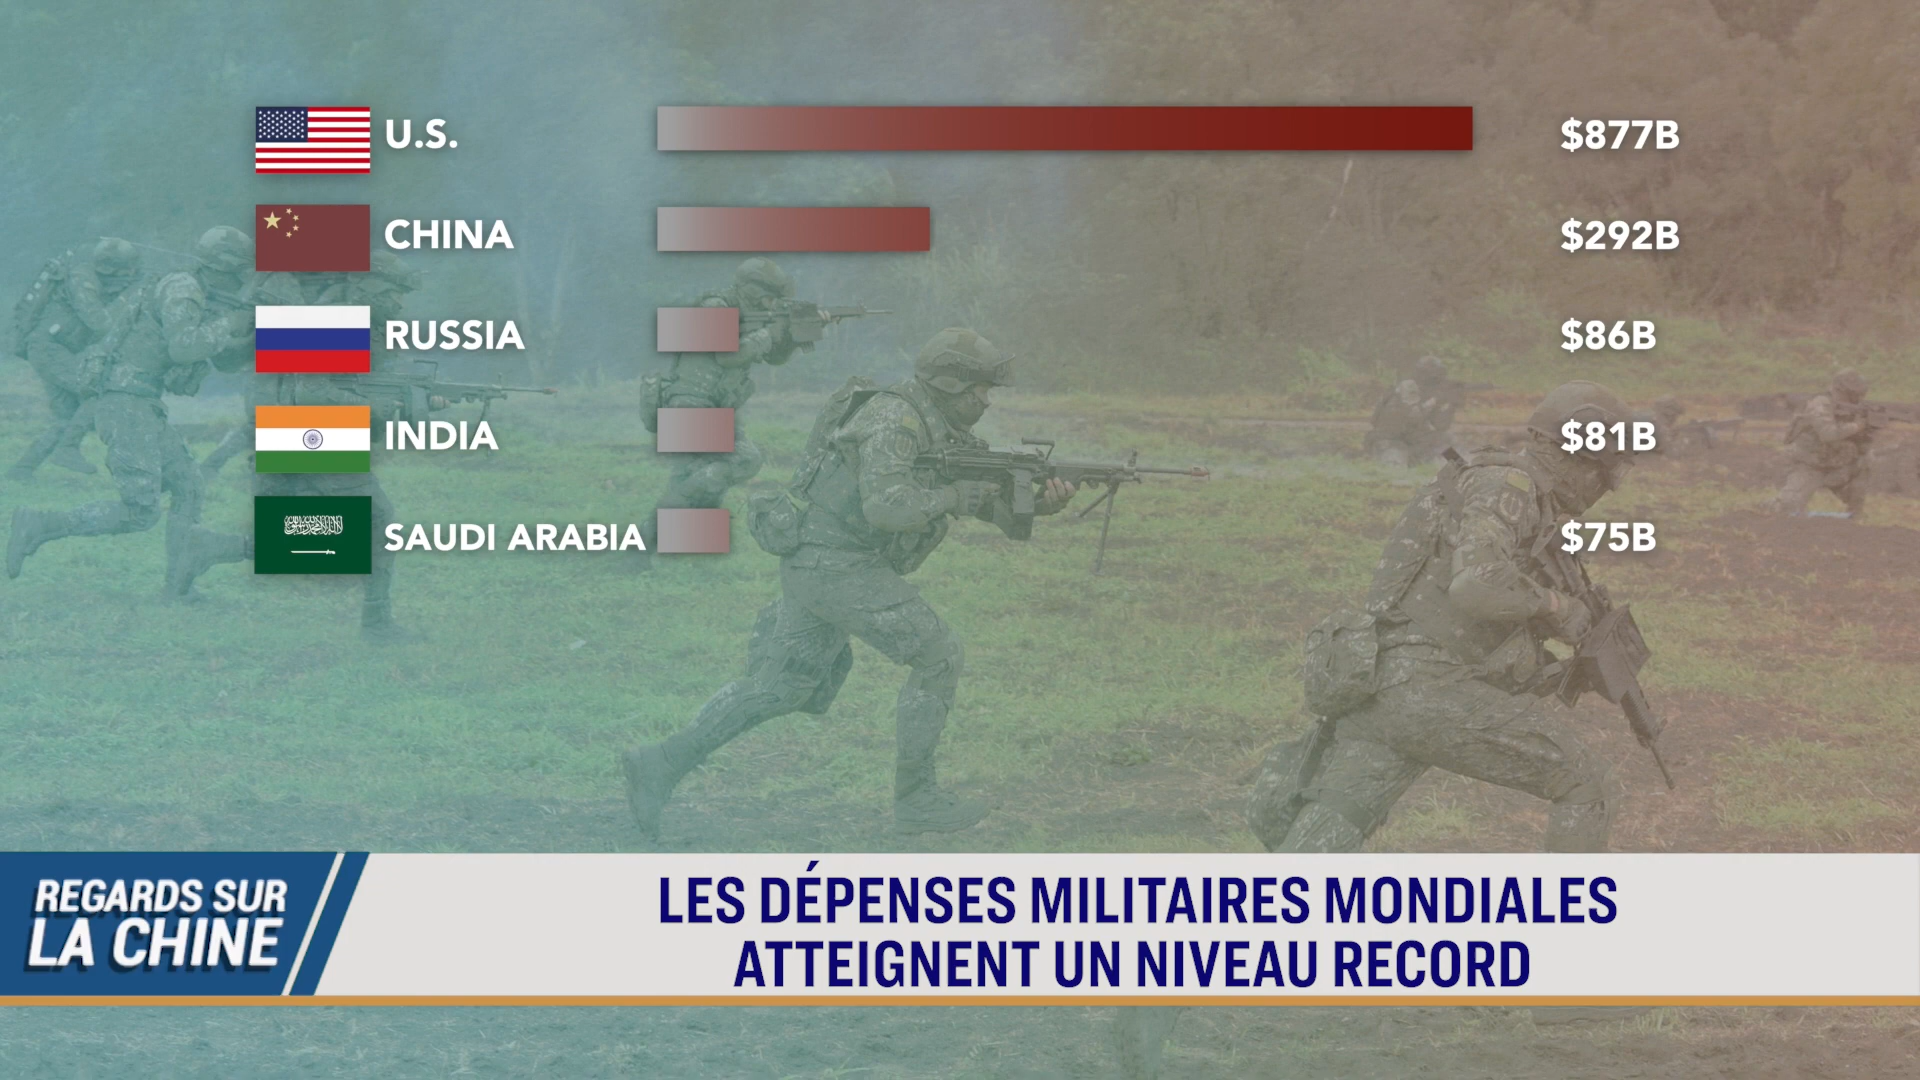 U.S. $877B
CHINA $292B
RUSSIA $86B
INDIA $81B
SAUDI ARABIA $75B
REGARDS SUR
LA CHINE
LES DÉPENSES MILITAIRES MONDIALES
ATTEIGNENT UN NIVEAU RECORD